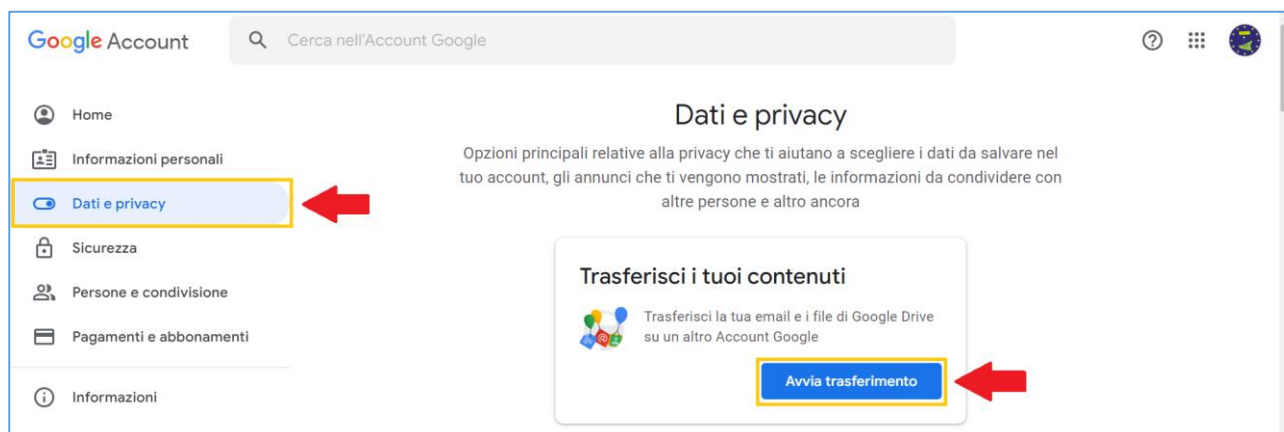 Google Account
Cerca nell'Account Google
Home
Informazioni personali
Dati e privacy
Sicurezza
Persone e condivisione
Pagamenti e abbonamenti
Informazioni
Dati e privacy
Opzioni principali relative alla privacy che ti aiutano a scegliere i dati da salvare nel
tuo account, gli annunci che ti vengono mostrati, le informazioni da condividere con
altre persone e altro ancora
Trasferisci i tuoi contenuti
Trasferisci la tua email e i file di Google Drive
su un altro Account Google
Avvia trasferimento